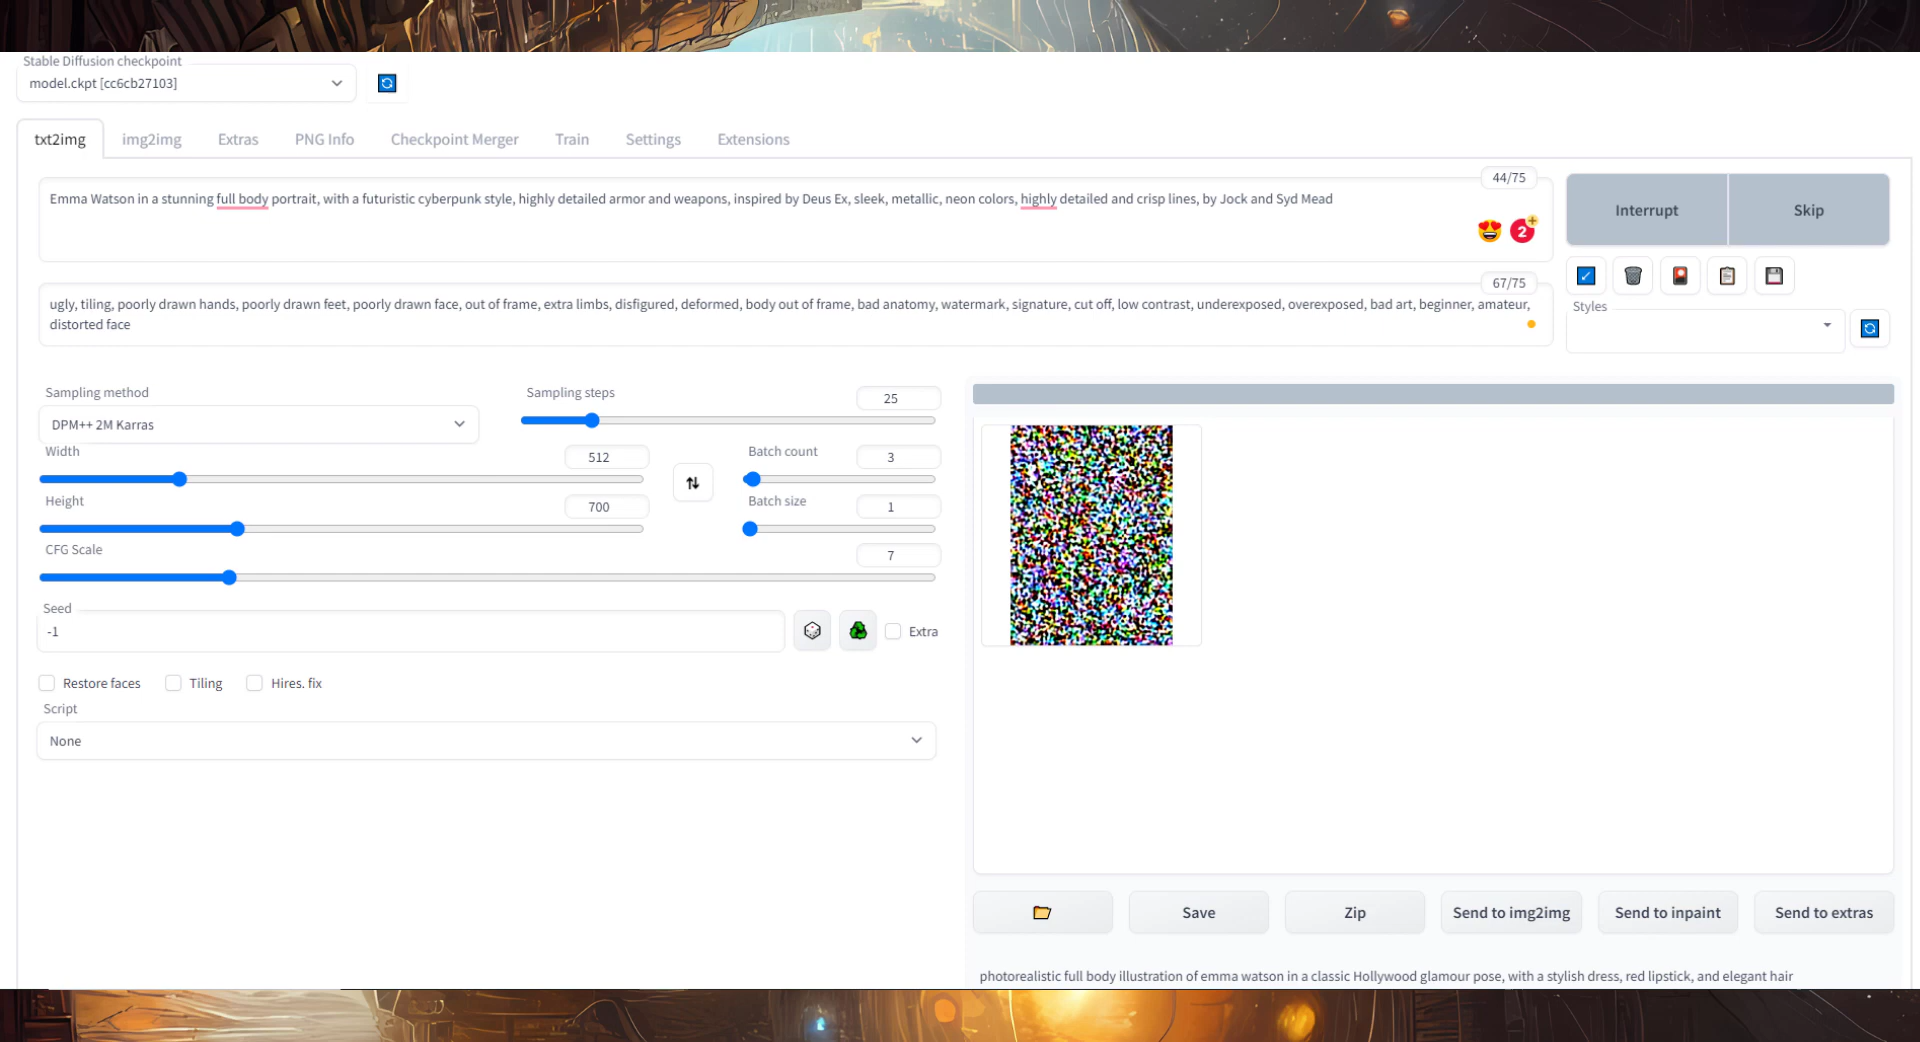 Stable Diffusion checkpoint
model.ckpt [cc6cb27103]
txt2img
img2img
Extras
PNG Info
Checkpoint Merger
Train
Settings
Extensions
44/75
Emma Watson in a stunning full body portrait, with a futuristic cyberpunk style, highly detailed armor and weapons, inspired by Deus Ex, sleek, metallic, neon colors, highly detailed and crisp lines, by Jock and Syd Mead
2
Interrupt
Skip
67/75
ugly, tiling, poorly drawn hands, poorly drawn feet, poorly drawn face, out of frame, extra limbs, disfigured, deformed, body out of frame, bad anatomy, watermark, signature, cut off, low contrast, underexposed, overexposed, bad art, beginner, amateur,
distorted face
Styles
Sampling method
DPM++ 2M Karras
Sampling steps
25
Width
512
Height
700
Batch count
3
Batch size
1
CFG Scale
7
Seed
-1
Extra
Restore faces
Tiling
Hires. fix
Script
None
Save
Zip
Send to img2img
Send to inpaint
Send to extras
photorealistic full body illustration of emma watson in a classic Hollywood glamour pose, with a stylish dress, red lipstick, and elegant hair